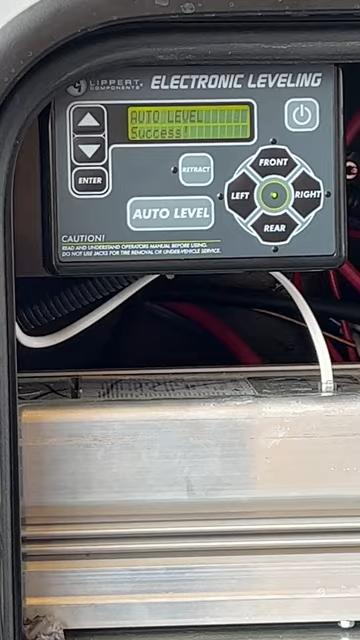 LIPPERT COMPONENTS
ELECTRONIC LEVELING
AUTO LEVEL
Success!
ENTER
RETRACT
AUTO LEVEL
FRONT
LEFT
RIGHT
REAR
CAUTION!
READ AND UNDERSTAND OPERATORS MANUAL BEFORE USING.
DO NOT USE JACKS FOR TIRE REMOVAL OR UNDER-VEHICLE SERVICE.